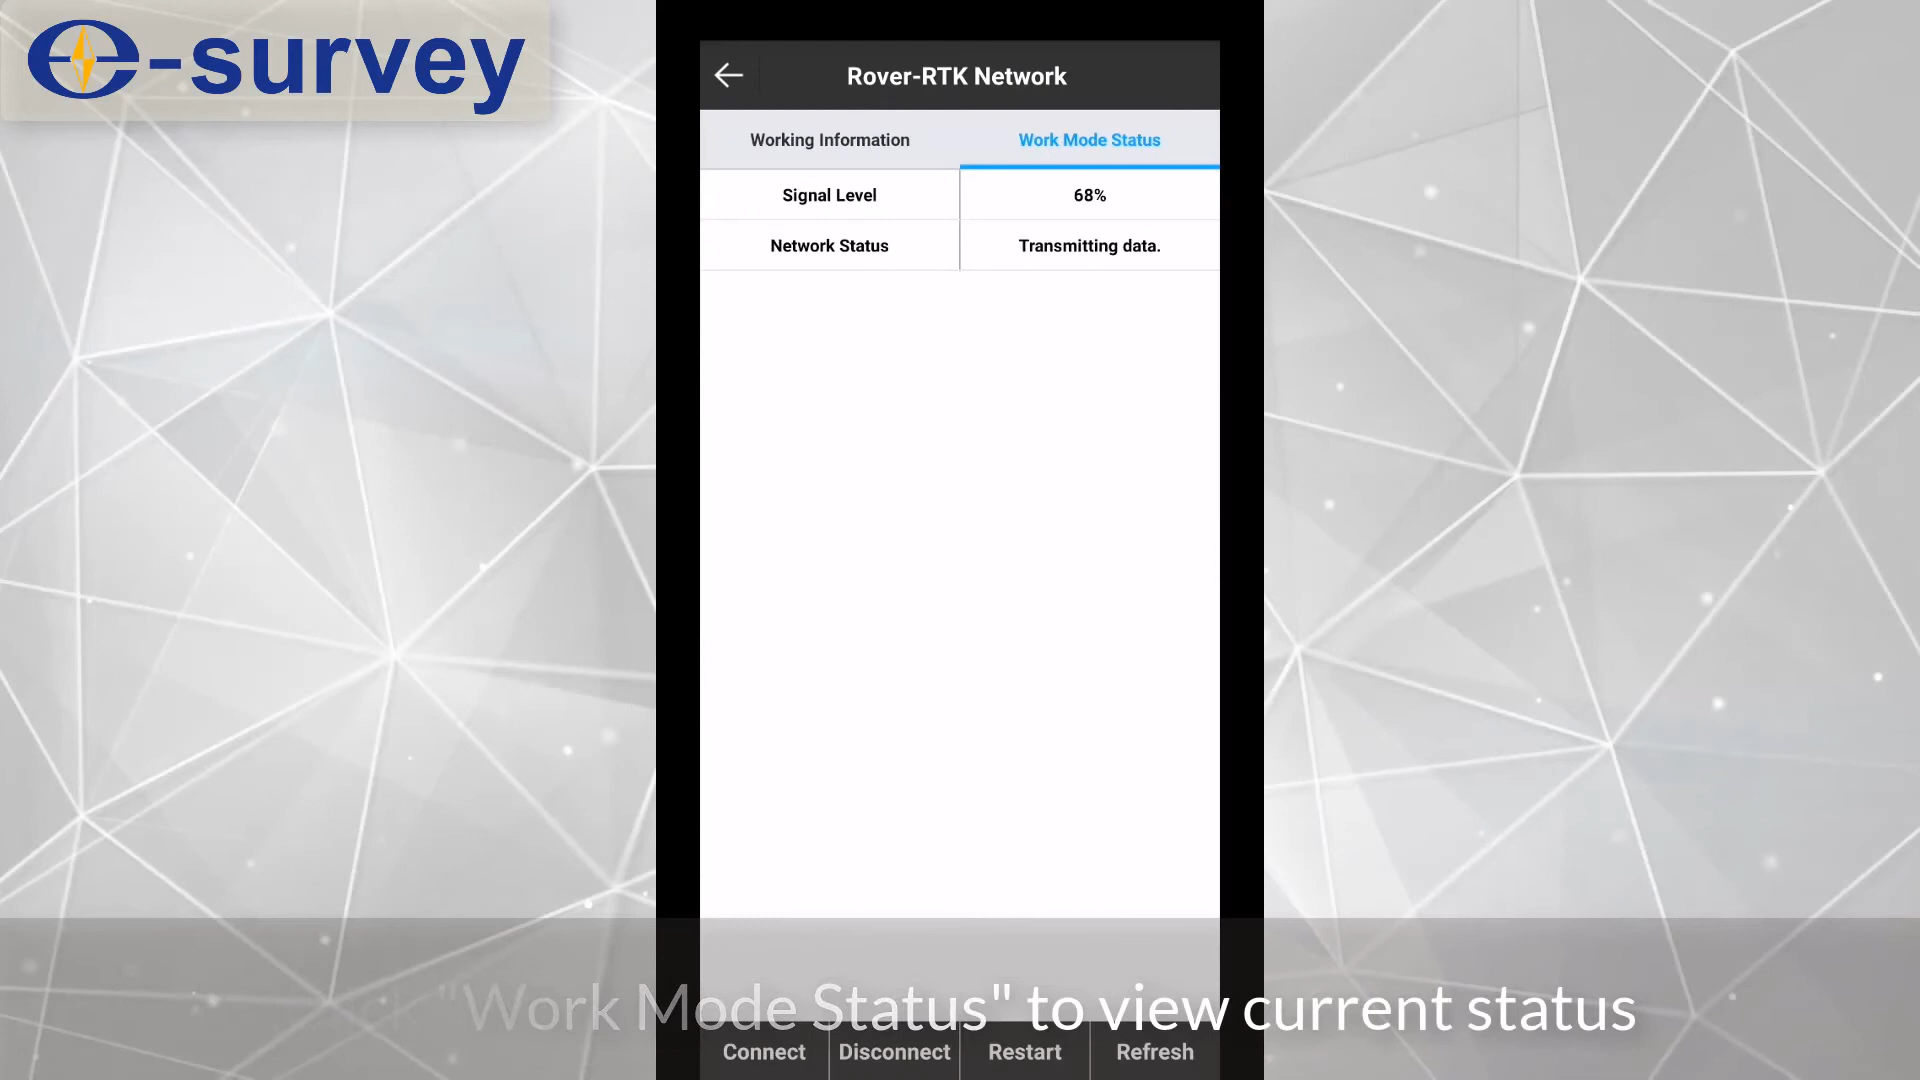 e-survey
Rover-RTK Network
Working Information
Work Mode Status
Signal Level
68%
Network Status
Transmitting data.
"Work Mode Status" to view current status
Connect
Disconnect
Restart
Refresh